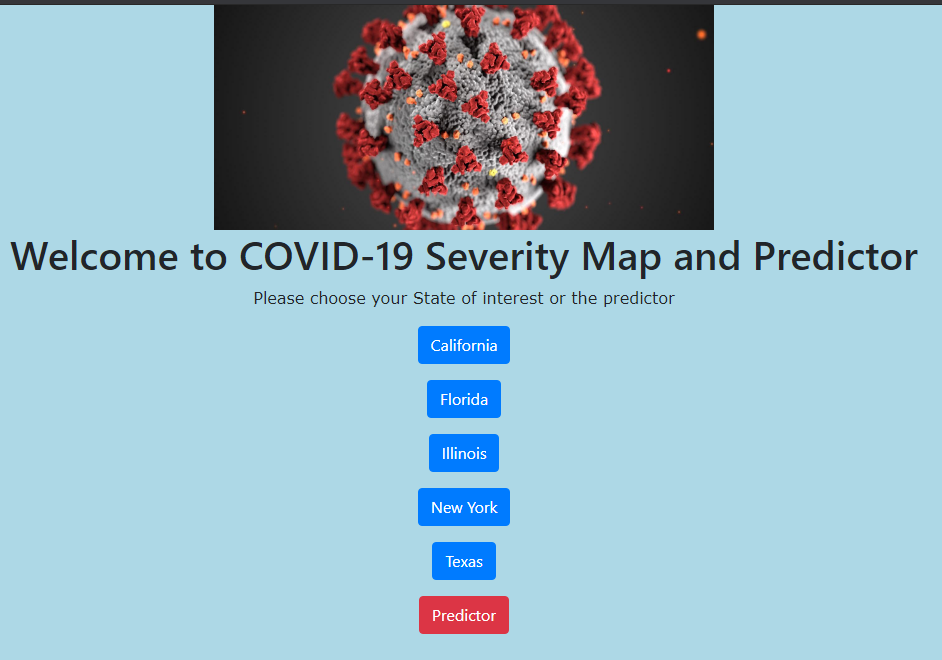 Welcome to COVID-19 Severity Map and Predictor
Please choose your State of interest or the predictor
California
Florida
Illinois
New York
Texas
Predictor